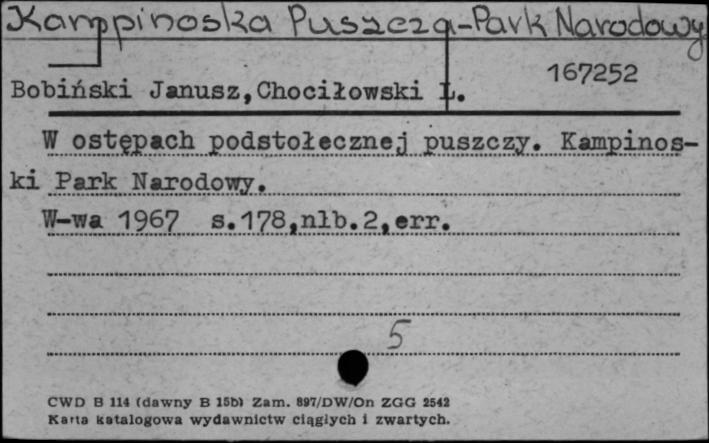 Kampinoska Puszcza-Park Narodowy
167252
Bobiński Janusz,Chociłowski L.
W ostępach podstołecznej puszczy. Kampinos-
ki Park Narodowy.
W-wa 1967 s.178,nlb.2,err.
5
CWD B 114 (dawny B 15b) Zam. 897/DW/On ZGG 2542
Karta katalogowa wydawnictw ciągłych i zwartych.